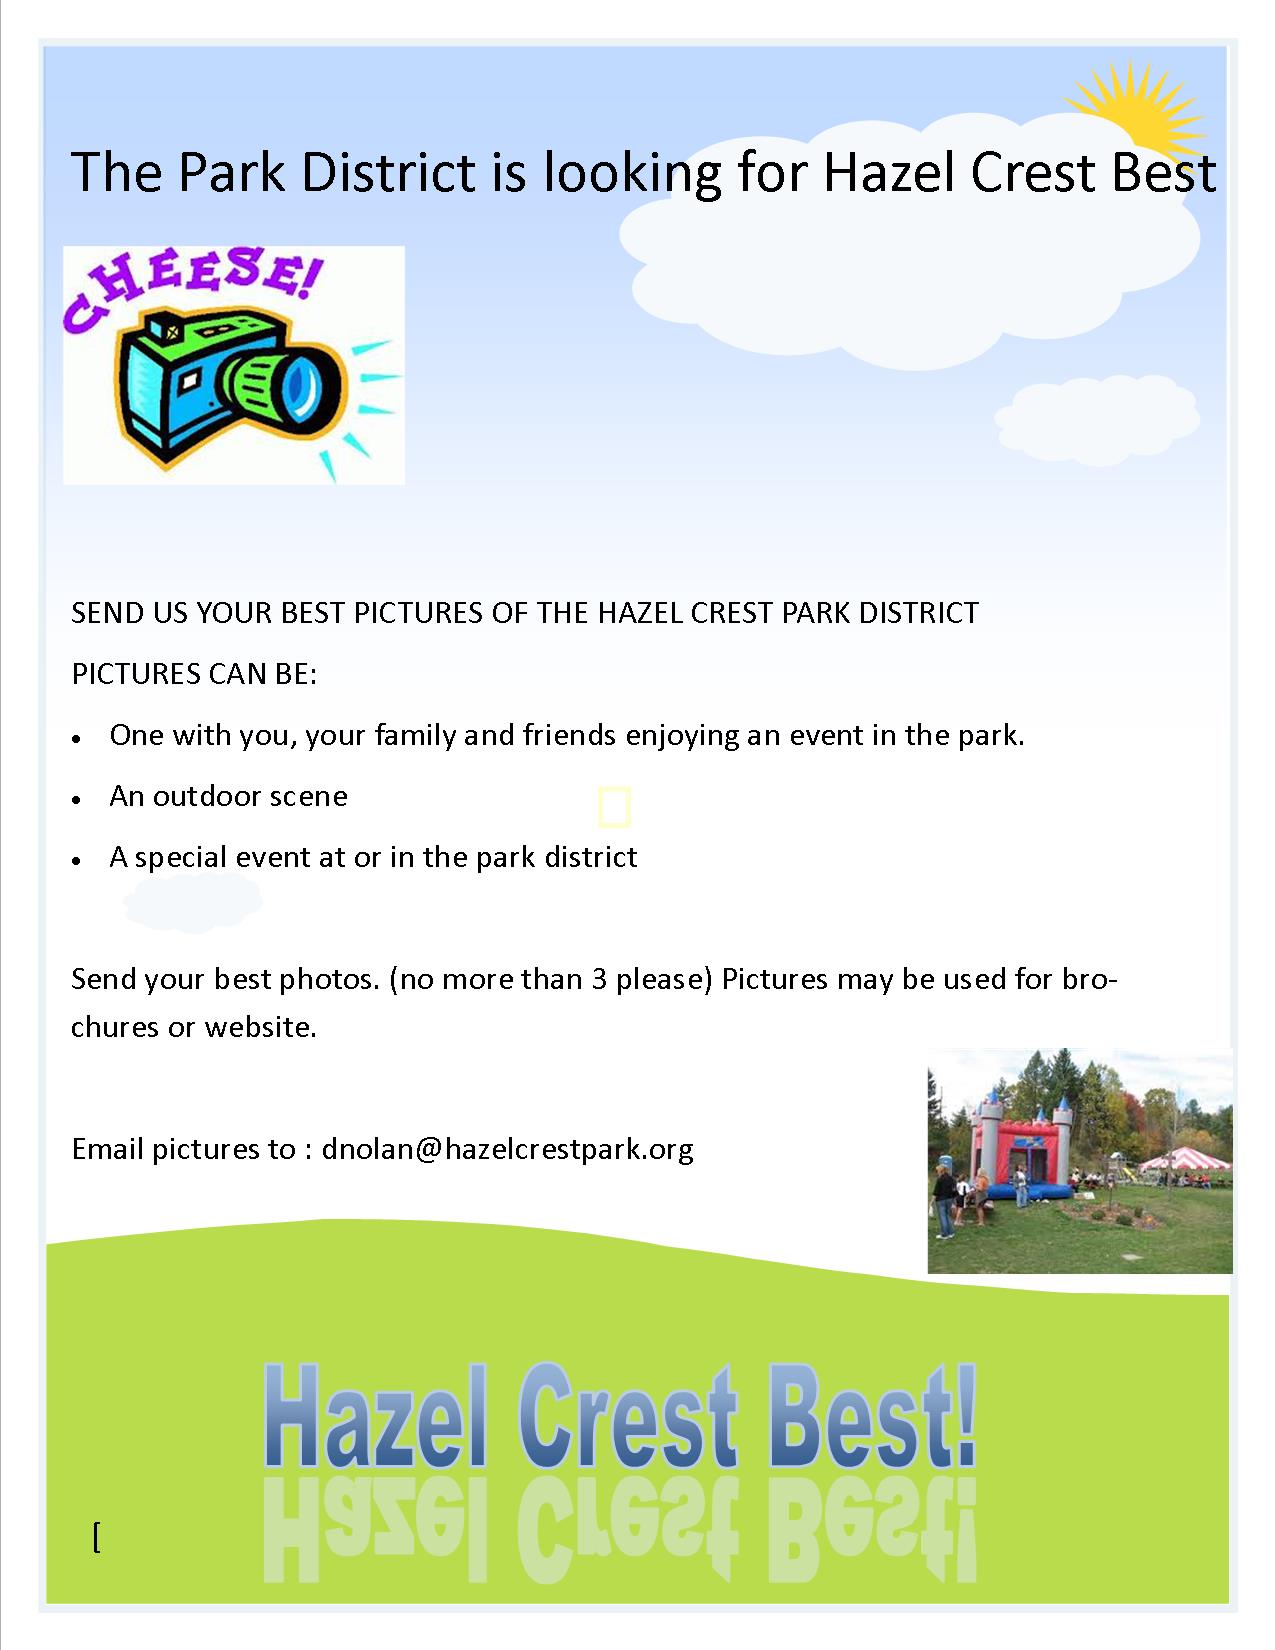 The Park District is looking for Hazel Crest Best
CHEESE!
SEND US YOUR BEST PICTURES OF THE HAZEL CREST PARK DISTRICT
PICTURES CAN BE:
• One with you, your family and friends enjoying an event in the park.
• An outdoor scene
• A special event at or in the park district
Send your best photos. (no more than 3 please) Pictures may be used for bro-
chures or website.
Email pictures to : dnolan@hazelcrestpark.org
Hazel Crest Best!
[